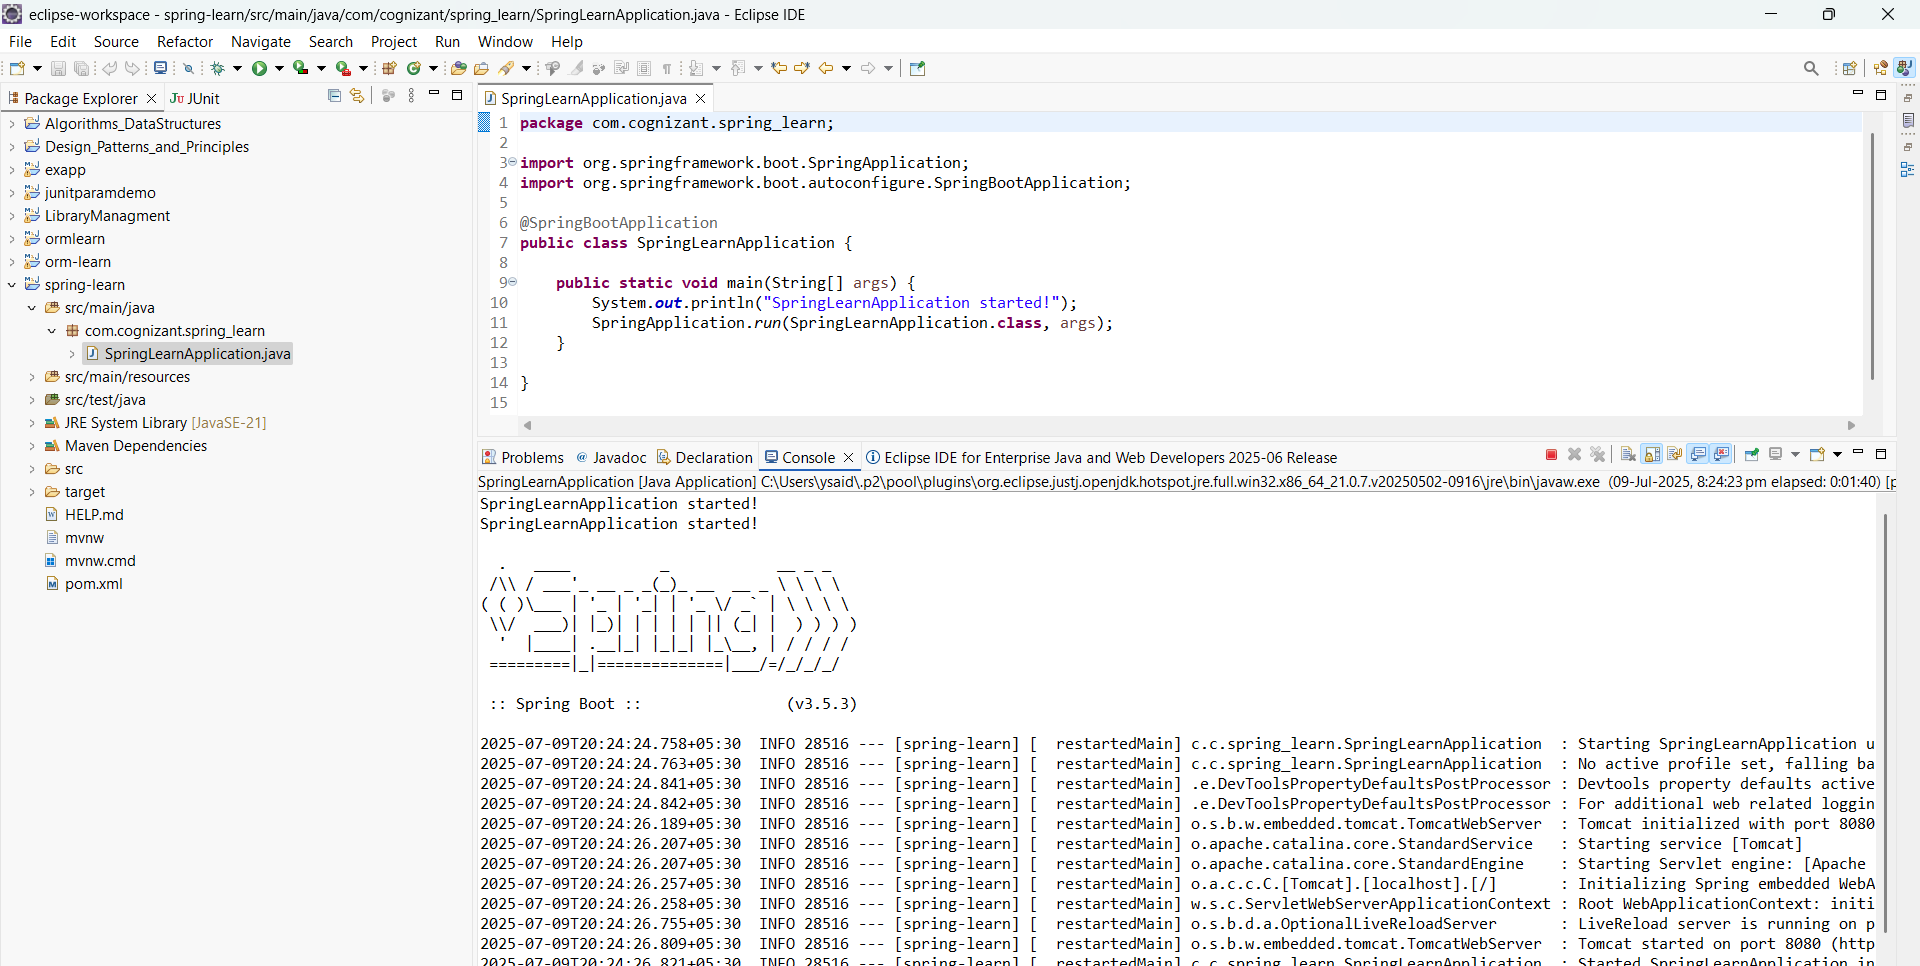 eclipse-workspace - spring-learn/src/main/java/com/cognizant/spring_learn/SpringLearnApplication.java - Eclipse IDE
File Edit Source Refactor Navigate Search Project Run Window Help
Package Explorer JUnit
Algorithms_DataStructures
Design_Patterns_and_Principles
exapp
junitparamdemo
LibraryManagment
ormlearn
orm-learn
spring-learn
src/main/java
com.cognizant.spring_learn
SpringLearnApplication.java
src/main/resources
src/test/java
JRE System Library [JavaSE-21]
Maven Dependencies
src
target
HELP.md
mvnw
mvnw.cmd
pom.xml
SpringLearnApplication.java
1 package com.cognizant.spring_learn;
2
3 import org.springframework.boot.SpringApplication;
4 import org.springframework.boot.autoconfigure.SpringBootApplication;
5
6 @SpringBootApplication
7 public class SpringLearnApplication {
8
9 public static void main(String[] args) {
10 System.out.println("SpringLearnApplication started!");
11 SpringApplication.run(SpringLearnApplication.class, args);
12 }
13
14 }
15
Problems Javadoc Declaration Console Eclipse IDE for Enterprise Java and Web Developers 2025-06 Release
SpringLearnApplication [Java Application] C:\Users\ysaid\.p2\pool\plugins\org.eclipse.justj.openjdk.hotspot.jre.full.win32.x86_64_21.0.7.v20250502-0916\jre\bin\javaw.exe (09-Jul-2025, 8:24:23 pm elapsed: 0:01:40) [p
SpringLearnApplication started!
SpringLearnApplication started!
Spring
:: Spring Boot :: (v3.5.3)
2025-07-09T20:24:24.758+05:30 INFO 28516 --- [spring-learn] [ restartedMain] c.c.spring_learn.SpringLearnApplication : Starting SpringLearnApplication u
2025-07-09T20:24:24.763+05:30 INFO 28516 --- [spring-learn] [ restartedMain] c.c.spring_learn.SpringLearnApplication : No active profile set, falling ba
2025-07-09T20:24:24.841+05:30 INFO 28516 --- [spring-learn] [ restartedMain] .e.DevToolsPropertyDefaultsPostProcessor : Devtools property defaults active
2025-07-09T20:24:24.842+05:30 INFO 28516 --- [spring-learn] [ restartedMain] .e.DevToolsPropertyDefaultsPostProcessor : For additional web related loggin
2025-07-09T20:24:26.189+05:30 INFO 28516 --- [spring-learn] [ restartedMain] o.s.b.w.embedded.tomcat.TomcatWebServer : Tomcat initialized with port 8080
2025-07-09T20:24:26.207+05:30 INFO 28516 --- [spring-learn] [ restartedMain] o.apache.catalina.core.StandardService : Starting service [Tomcat]
2025-07-09T20:24:26.207+05:30 INFO 28516 --- [spring-learn] [ restartedMain] o.apache.catalina.core.StandardEngine : Starting Servlet engine: [Apache
2025-07-09T20:24:26.257+05:30 INFO 28516 --- [spring-learn] [ restartedMain] o.a.c.c.C.[Tomcat].[localhost].[/] : Initializing Spring embedded WebA
2025-07-09T20:24:26.258+05:30 INFO 28516 --- [spring-learn] [ restartedMain] w.s.c.ServletWebServerApplicationContext : Root WebApplicationContext: initi
2025-07-09T20:24:26.755+05:30 INFO 28516 --- [spring-learn] [ restartedMain] o.s.b.d.a.OptionalLiveReloadServer : LiveReload server is running on p
2025-07-09T20:24:26.809+05:30 INFO 28516 --- [spring-learn] [ restartedMain] o.s.b.w.embedded.tomcat.TomcatWebServer : Tomcat started on port 8080 (http
2025-07-09T20:24:26.821+05:30 INFO 28516 --- [spring-learn] [ restartedMain] c.c.spring_learn.SpringLearnApplication : Started SpringLearnApplication in